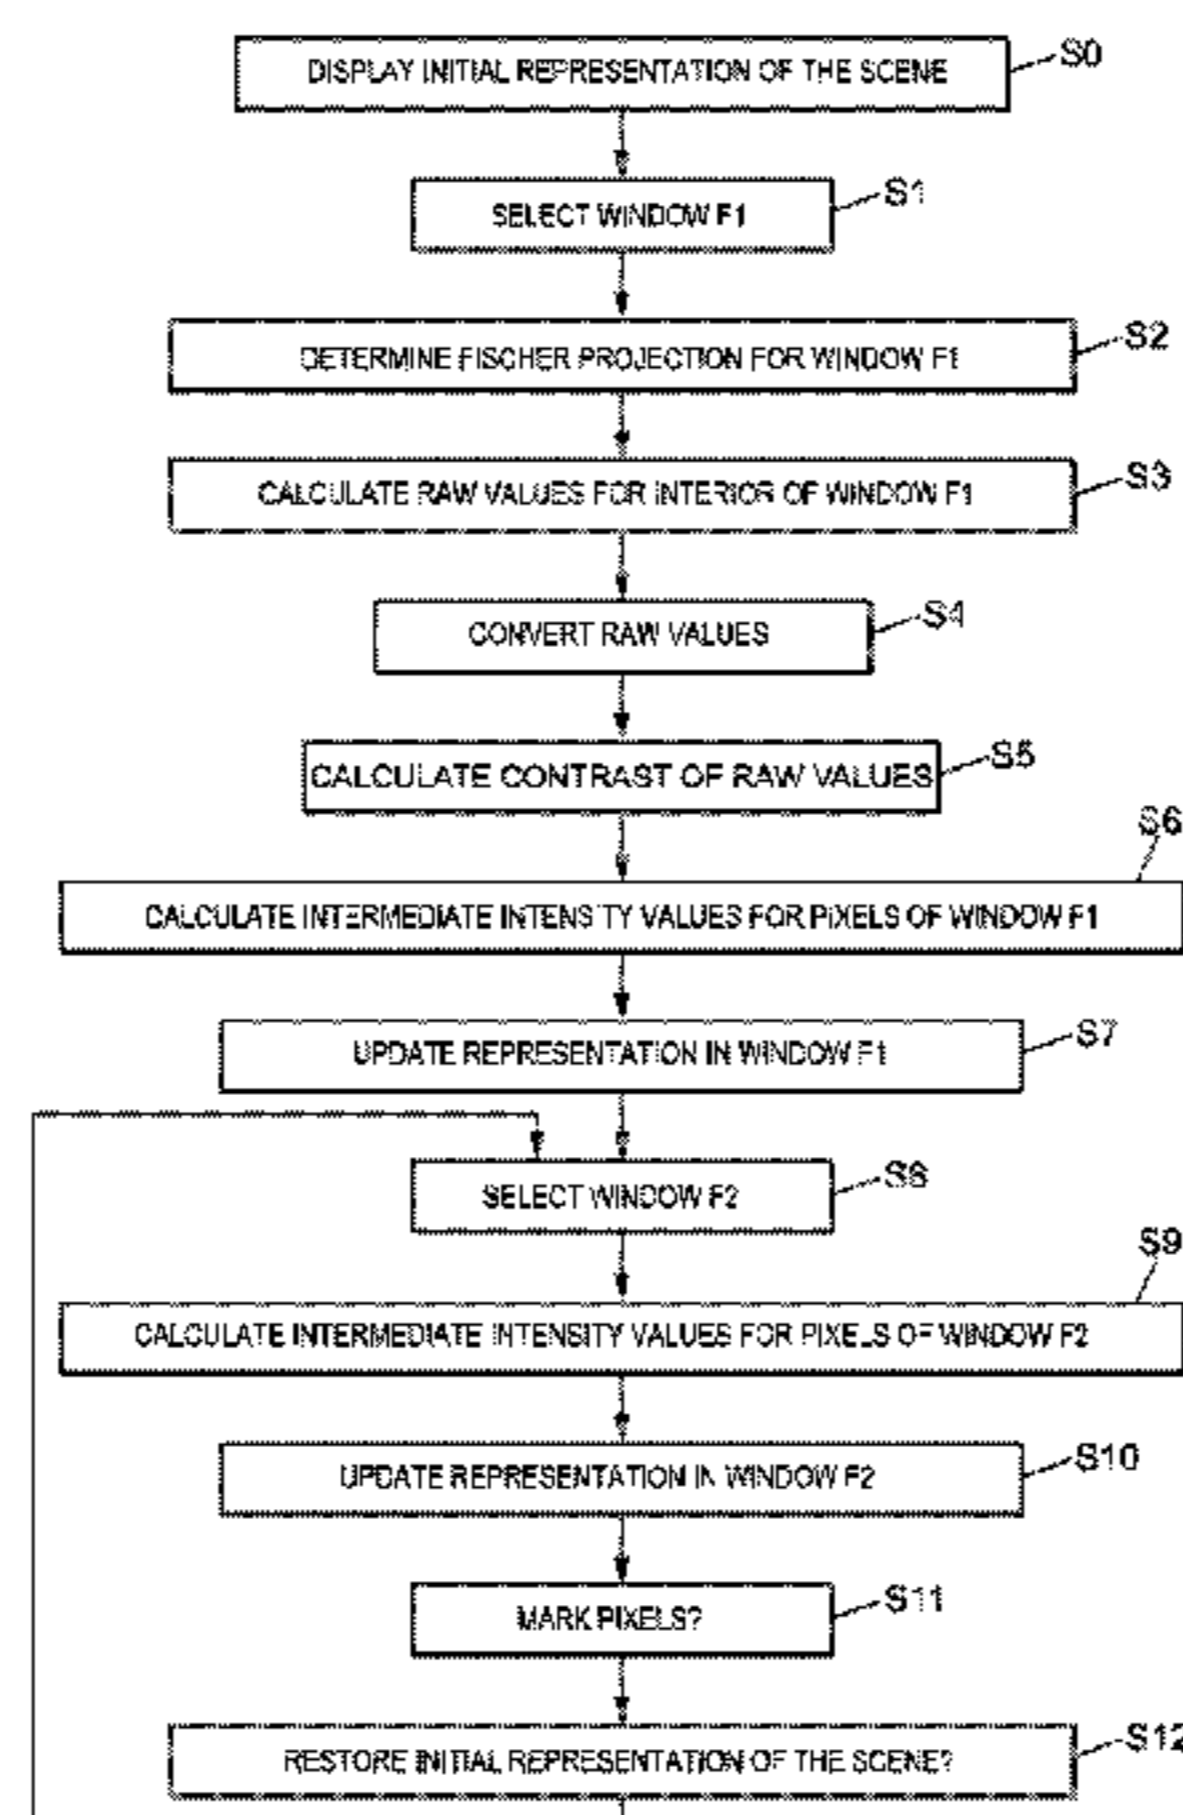 DISPLAY INITIAL REPRESENTATION OF THE SCENE
S0
SELECT WINDOW F1
S1
DETERMINE FISCHER PROJECTION FOR WINDOW F1
S2
CALCULATE RAW VALUES FOR INTERIOR OF WINDOW F1
S3
CONVERT RAW VALUES
S4
CALCULATE CONTRAST OF RAW VALUES
S5
S6
CALCULATE INTERMEDIATE INTENSITY VALUES FOR PIXELS OF WINDOW F1
UPDATE REPRESENTATION IN WINDOW F1
S7
SELECT WINDOW F2
S8
S9
CALCULATE INTERMEDIATE INTENSITY VALUES FOR PIXELS OF WINDOW F2
UPDATE REPRESENTATION IN WINDOW F2
S10
MARK PIXELS?
S11
RESTORE INITIAL REPRESENTATION OF THE SCENE?
S12